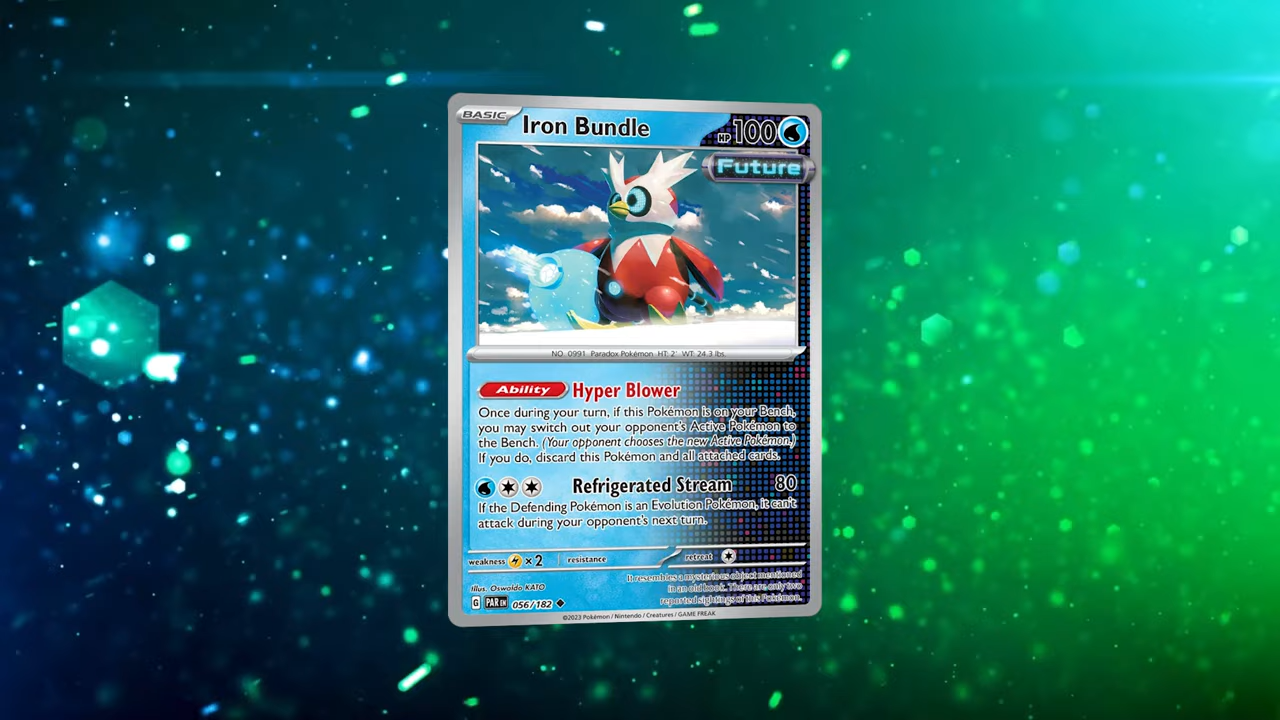 BASIC
Iron Bundle
HP 100
Future
NO. 0991 Paradox Pokémon HT: 2' WT: 24.3 lbs.
Ability Hyper Blower
Once during your turn, if this Pokémon is on your Bench,
you may switch out your opponent's Active Pokémon to
the Bench. (Your opponent chooses the new Active Pokémon.)
If you do, discard this Pokémon and all attached cards.
Refrigerated Stream 80
If the Defending Pokémon is an Evolution Pokémon, it can't
attack during your opponent's next turn.
weakness ×2 resistance retreat
It resembles a mysterious object mentioned
in an old book. There are only two
reported sightings of this Pokémon.
Illus. Oswaldo KATO
G PAR EN 056/182
©2023 Pokémon / Nintendo / Creatures / GAME FREAK